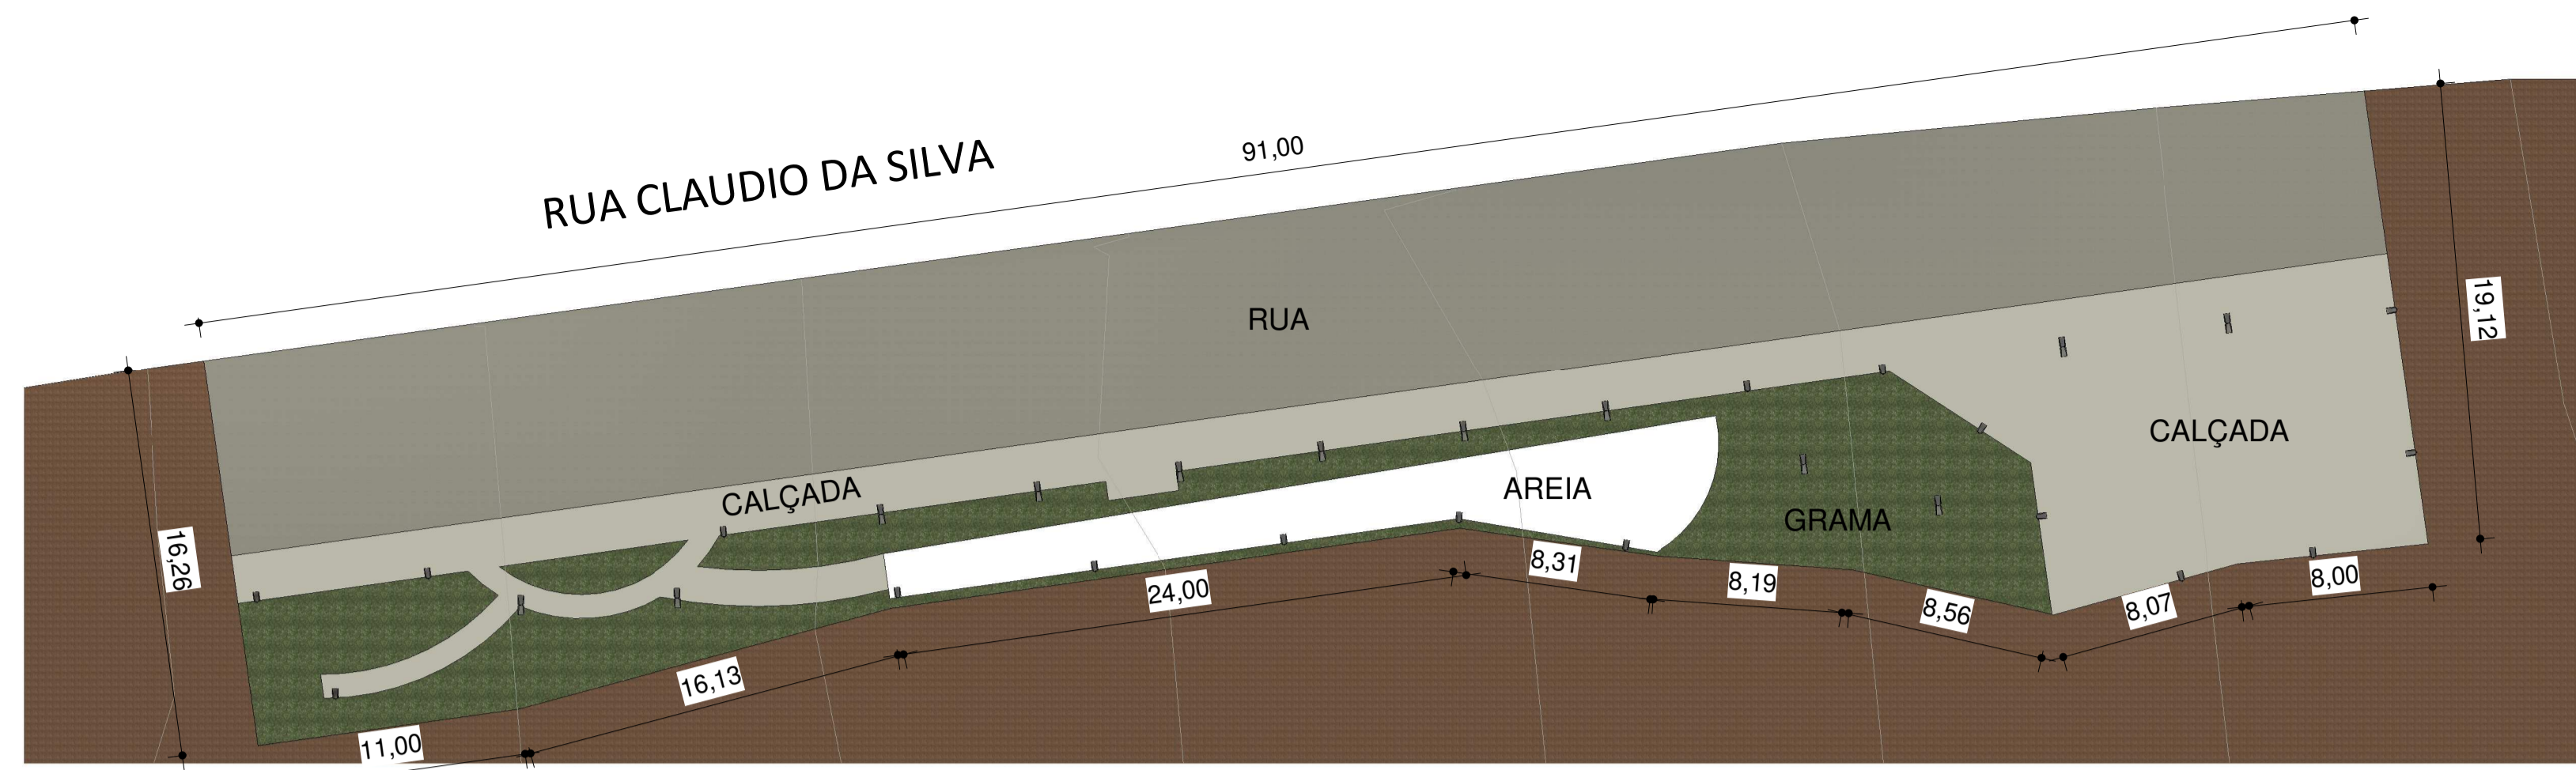 RUA CLAUDIO DA SILVA
91,00
RUA
19,12
CALÇADA
CALÇADA
AREIA
GRAMA
16,26
8,31
8,19
8,00
24,00
8,56
8,07
16,13
11,00